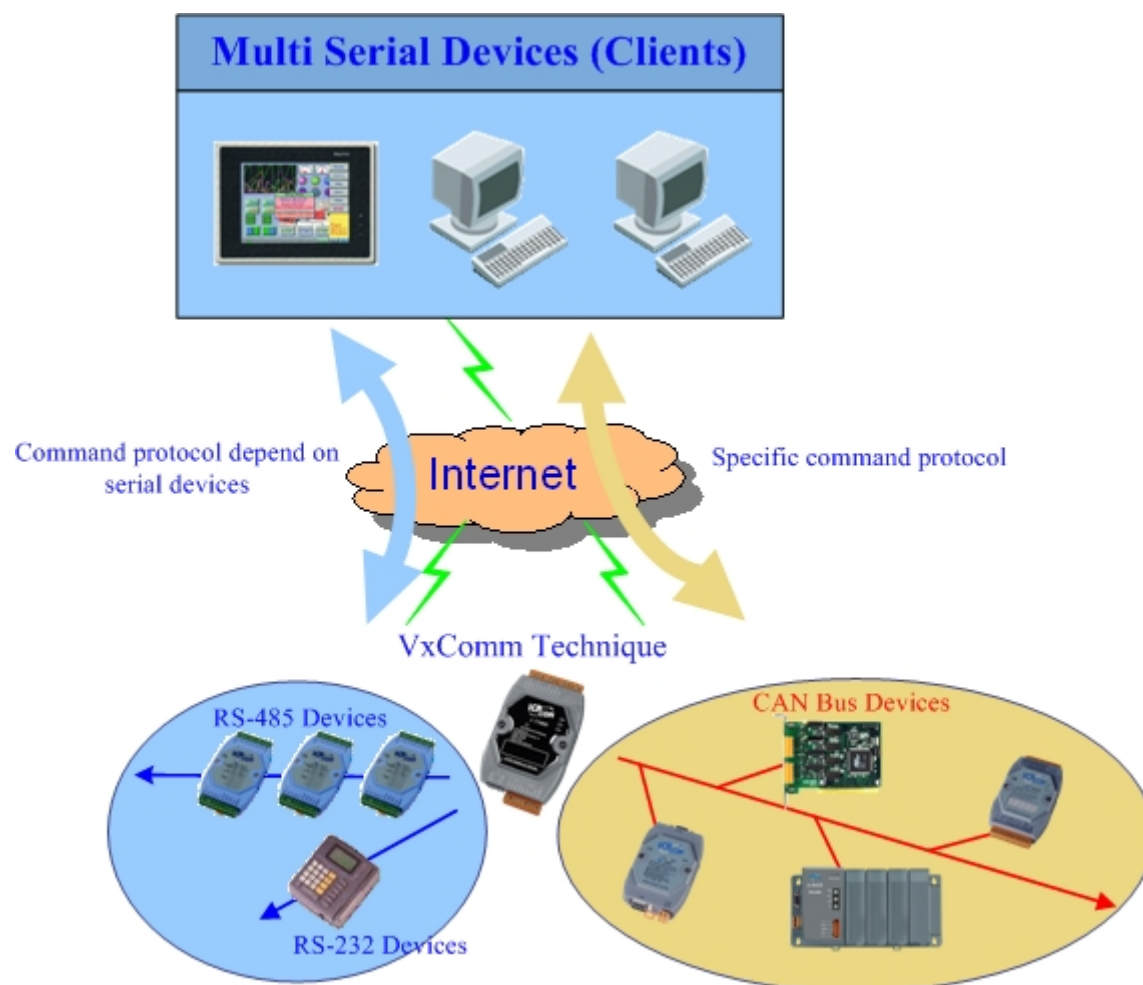 Multi Serial Devices (Clients)
Command protocol depend on
serial devices
Internet
Specific command protocol
VxComm Technique
RS-485 Devices
CAN Bus Devices
RS-232 Devices